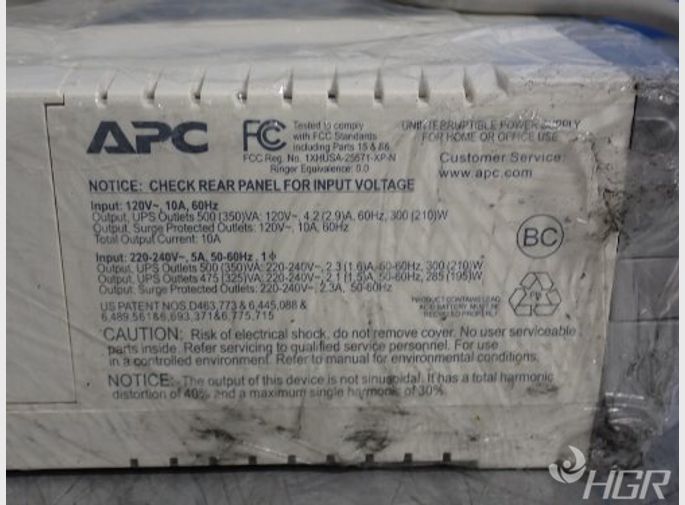 APC
FC
Tested to comply
with FCC Standards
including Parts 15 & 68
FCC Reg. No. 1XHUSA-25671-XP-N
Ringer Equivalence: 0.0
UNINTERRUPTIBLE POWER SUPPLY
FOR HOME OR OFFICE USE
Customer Service:
www.apc.com
NOTICE: CHECK REAR PANEL FOR INPUT VOLTAGE
Input: 120V~, 10A, 60Hz
Output, UPS Outlets 500 (350)VA: 120V~, 4.2 (2.9)A, 60Hz, 300 (210)W
Output, Surge Protected Outlets: 120V~, 10A, 60Hz
Total Output Current: 10A
Input: 220-240V~, 5A, 50-60Hz, 1Φ
Output, UPS Outlets 500 (350)VA: 220-240V~, 2.3 (1.6)A, 50-60Hz, 300 (210)W
Output, UPS Outlets 475 (325)VA: 220-240V~, 2.1 (1.5)A, 50-60Hz, 285 (195)W
Output, Surge Protected Outlets: 220-240V~, 2.3A, 50-60Hz
BC
Pb
US PATENT NOS. D463,773 & 6,445,088 &
6,489,561 & 6,693,371 & 6,775,715
PRODUCT CONTAINS LEAD
ACID BATTERY. MUST BE
RECYCLED PROPERLY
CAUTION: Risk of electrical shock, do not remove cover. No user serviceable
parts inside. Refer servicing to qualified service personnel. For use
in a controlled environment. Refer to manual for environmental conditions.
NOTICE: The output of this device is not sinusoidal. It has a total harmonic
distortion of 40% and a maximum single harmonic of 30%.
HGR